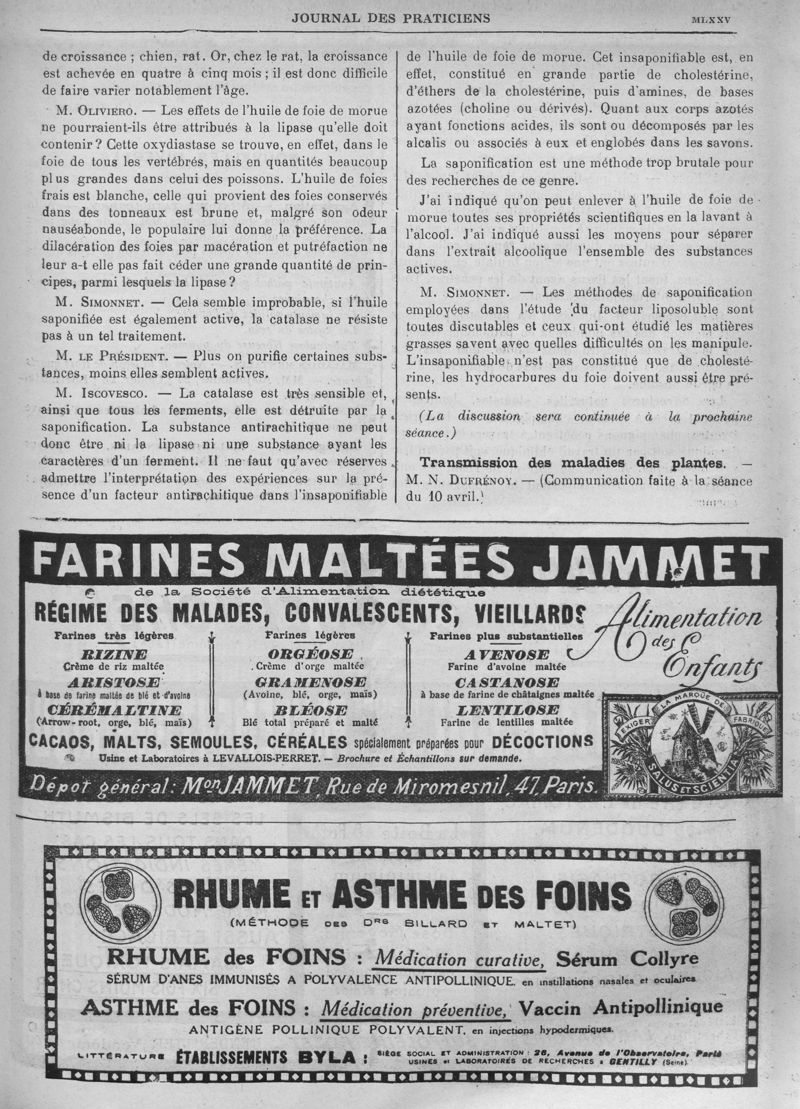 JOURNAL DES PRATICIENS
MLXXV
de croissance ; chien, rat. Or, chez le rat, la croissance
est achevée en quatre à cinq mois ; il est donc difficile
de faire varier notablement l'âge.
M. OLIVIERO. — Les effets de l'huile de foie de morue
ne pourraient-ils être attribués à la lipase qu'elle doit
contenir ? Cette oxydiastase se trouve, en effet, dans le
foie de tous les vertébrés, mais en quantités beaucoup
plus grandes dans celui des poissons. L'huile de foies
frais est blanche, celle qui provient des foies conservés
dans des tonneaux est brune et, malgré son odeur
nauséabonde, le populaire lui donne la préférence. La
dilacération des foies par macération et putréfaction ne
leur a-t elle pas fait céder une grande quantité de prin-
cipes, parmi lesquels la lipase ?
M. SIMONNET. — Cela semble improbable, si l'huile
saponifiée est également active, la catalase ne résiste
pas à un tel traitement.
M. LE PRÉSIDENT. — Plus on purifie certaines subs-
tances, moins elles semblent actives.
M. ISCOVESCO. — La catalase est très sensible et,
ainsi que tous les ferments, elle est détruite par la
saponification. La substance antirachitique ne peut
donc être ni la lipase ni une substance ayant les
caractères d'un ferment. Il ne faut qu'avec réserves
admettre l'interprétation des expériences sur la pré-
sence d'un facteur antirachitique dans l'insaponifiable
de l'huile de foie de morue. Cet insaponifiable est, en
effet, constitué en grande partie de cholestérine,
d'éthers de la cholestérine, puis d'amines, de bases
azotées (choline ou dérivés). Quant aux corps azotés
ayant fonctions acides, ils sont ou décomposés par les
alcalis ou associés à eux et englobés dans les savons.
La saponification est une méthode trop brutale pour
des recherches de ce genre.
J'ai indiqué qu'on peut enlever à l'huile de foie de
morue toutes ses propriétés scientifiques en la lavant à
l'alcool. J'ai indiqué aussi les moyens pour séparer
dans l'extrait alcoolique l'ensemble des substances
actives.
M. SIMONNET. — Les méthodes de saponification
employées dans l'étude du facteur liposoluble sont
toutes discutables et ceux qui-ont étudié les matières
grasses savent avec quelles difficultés on les manipule.
L'insaponifiable n'est pas constitué que de cholesté-
rine, les hydrocarbures du foie doivent aussi être pré-
sents.
(La discussion sera continuée à la prochaine
séance.)
Transmission des maladies des plantes. —
M. N. DUFRÉNOY. — (Communication faite à la séance
du 10 avril.)
FARINES MALTÉES JAMMET
de la Société d'Alimentation diététique
RÉGIME DES MALADES, CONVALESCENTS, VIEILLARDS
Alimentation
des
Enfants
Farines très légères
RIZINE
Crème de riz maltée
ARISTOSE
à base de farine maltée de blé et d'avoine
CÉRÉMALTINE
(Arrow-root, orge, blé, maïs)
Farines légères
ORGÉOSE
Crème d'orge maltée
GRAMENOSE
(Avoine, blé, orge, maïs)
BLÉOSE
Blé total préparé et malté
Farines plus substantielles
AVENOSE
Farine d'avoine maltée
CASTANOSE
à base de farine de châtaignes maltée
LENTILOSE
Farine de lentilles maltée
EXIGER LA MARQUE DE FABRIQUE
SALUS ET SCIENTIA
CACAOS, MALTS, SEMOULES, CÉRÉALES spécialement préparées pour DÉCOCTIONS
Usine et Laboratoires à LEVALLOIS-PERRET. — Brochure et Échantillons sur demande.
Dépôt général: Mon JAMMET, Rue de Miromesnil, 47, Paris.
RHUME ET ASTHME DES FOINS
(MÉTHODE DES DRS BILLARD ET MALTET)
RHUME des FOINS : Médication curative, Sérum Collyre
SÉRUM D'ANES IMMUNISÉS A POLYVALENCE ANTIPOLLINIQUE, en instillations nasales et oculaires.
ASTHME des FOINS : Médication préventive, Vaccin Antipollinique
ANTIGÈNE POLLINIQUE POLYVALENT, en injections hypodermiques.
LITTÉRATURE ÉTABLISSEMENTS BYLA :
SIÈGE SOCIAL ET ADMINISTRATION : 26, Avenue de l'Observatoire, Paris
USINES et LABORATOIRES DE RECHERCHES à GENTILLY (Seine).